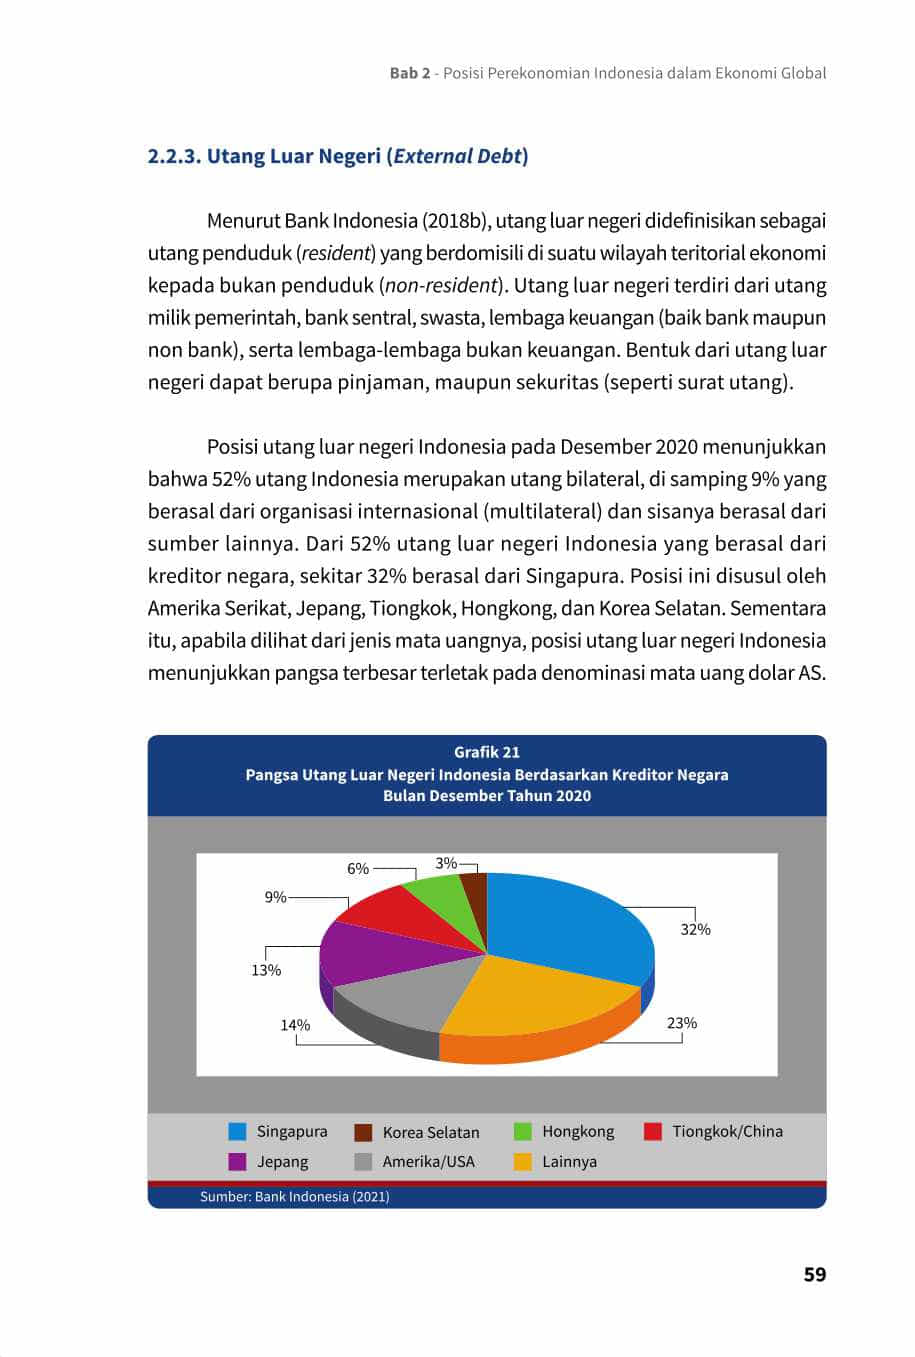 Bab 2 - Posisi Perekonomian Indonesia dalam Ekonomi Global
2.2.3. Utang Luar Negeri (External Debt)
Menurut Bank Indonesia (2018b), utang luar negeri didefinisikan sebagai
utang penduduk (resident) yang berdomisili di suatu wilayah teritorial ekonomi
kepada bukan penduduk (non-resident). Utang luar negeri terdiri dari utang
milik pemerintah, bank sentral, swasta, lembaga keuangan (baik bank maupun
non bank), serta lembaga-lembaga bukan keuangan. Bentuk dari utang luar
negeri dapat berupa pinjaman, maupun sekuritas (seperti surat utang).
Posisi utang luar negeri Indonesia pada Desember 2020 menunjukkan
bahwa 52% utang Indonesia merupakan utang bilateral, di samping 9% yang
berasal dari organisasi internasional (multilateral) dan sisanya berasal dari
sumber lainnya. Dari 52% utang luar negeri Indonesia yang berasal dari
kreditor negara, sekitar 32% berasal dari Singapura. Posisi ini disusul oleh
Amerika Serikat, Jepang, Tiongkok, Hongkong, dan Korea Selatan. Sementara
itu, apabila dilihat dari jenis mata uangnya, posisi utang luar negeri Indonesia
menunjukkan pangsa terbesar terletak pada denominasi mata uang dolar AS.
Grafik 21
Pangsa Utang Luar Negeri Indonesia Berdasarkan Kreditor Negara
Bulan Desember Tahun 2020
3%
6%
9%
32%
13%
23%
14%
Singapura
Korea Selatan
Hongkong
Tiongkok/China
Jepang
Amerika/USA
Lainnya
Sumber: Bank Indonesia (2021)
59